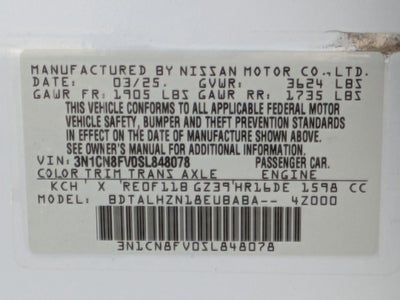 MANUFACTURED BY NISSAN MOTOR CO., LTD.
DATE: 03/25. GVWR: 3624 LBS
GAWR FR: 1905 LBS GAWR RR: 1735 LBS
THIS VEHICLE CONFORMS TO ALL APPLICABLE FEDERAL MOTOR
VEHICLE SAFETY, BUMPER AND THEFT PREVENTION STANDARDS
IN EFFECT ON THE DATE OF MANUFACTURE SHOWN ABOVE.
SEE OWNER'S MANUAL FOR ADDITIONAL INFORMATION.
VIN: 3N1CN8FV0SL848078 PASSENGER CAR.
COLOR TRIM TRANS AXLE ENGINE
KCH' X 'RE0F11B GZ39'HR16DE 1598 CC
MODEL: BDTALHZN18EUBABA-- 4Z000
3N1CN8FV0SL848078